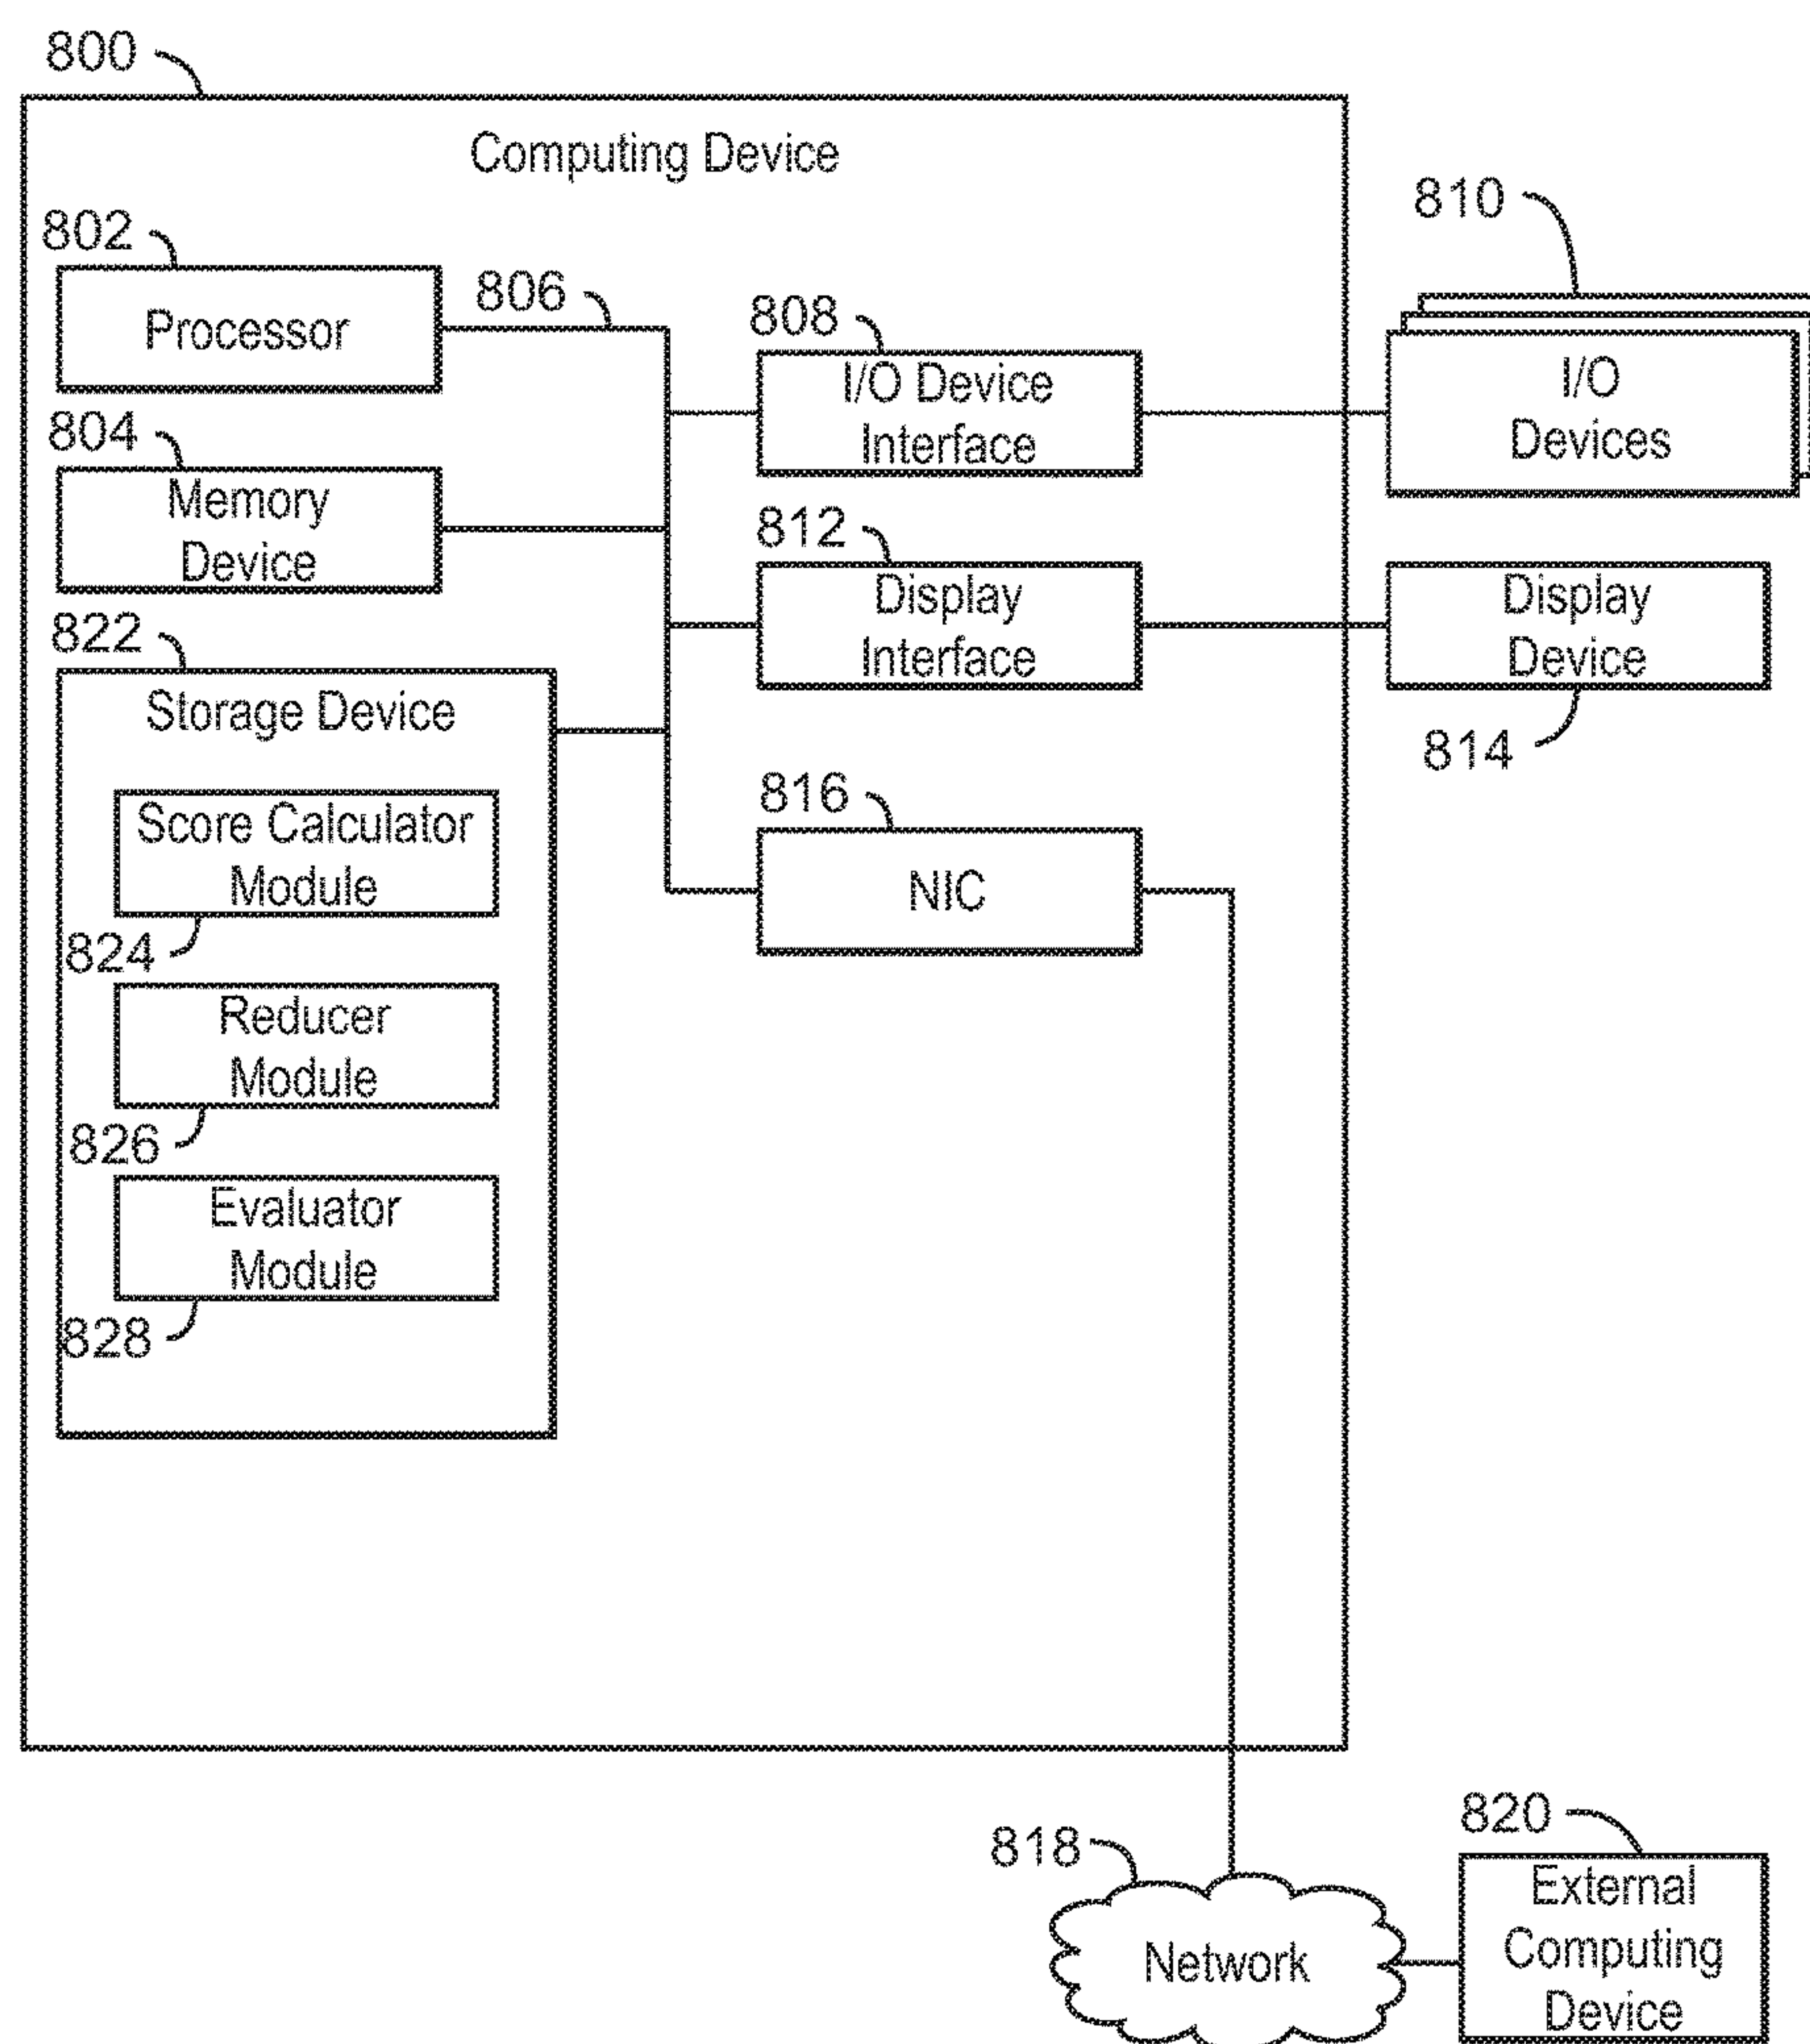 800
Computing Device
802
Processor
806
804
Memory
Device
822
Storage Device
Score Calculator
Module
824
Reducer
Module
826
Evaluator
Module
828
808
I/O Device
Interface
812
Display
Interface
816
NIC
810
I/O
Devices
Display
Device
814
818
Network
820
External
Computing
Device